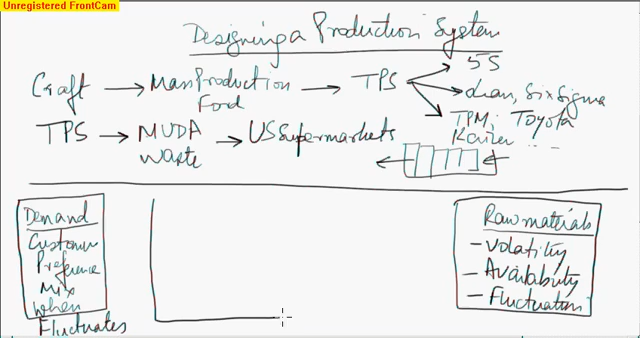 Unregistered FrontCam
Designing a Production System
Craft → Mass Production → TPS
Ford
5S
Lean, Six Sigma
TPM, Toyota
Kaizen ....
TPS → MUDA → US Supermarkets
Waste
Demand
Customer
Preference
Mix
When
Fluctuates
Raw materials
- Volatility
- Availability
- Fluctuation